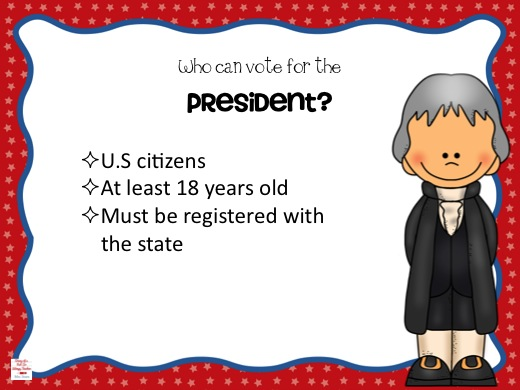 Who can vote for the
PRESIDENT?
✧U.S citizens
✧At least 18 years old
✧Must be registered with
the state